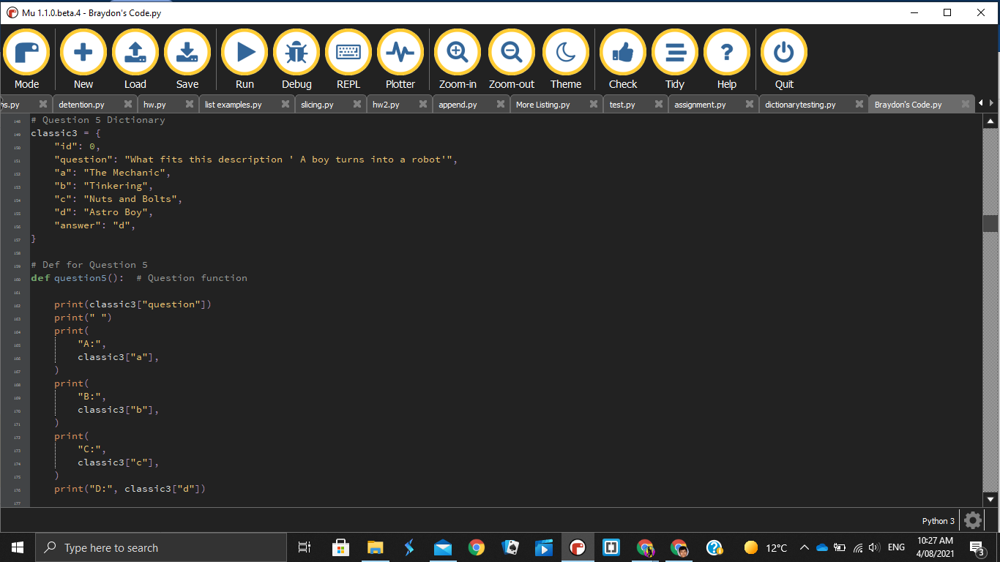 Mu 1.1.0.beta.4 - Braydon's Code.py
Mode New Load Save Run Debug REPL Plotter Zoom-in Zoom-out Theme Check Tidy Help Quit
ns.py detention.py hw.py list examples.py slicing.py hw2.py append.py More Listing.py test.py assignment.py dictionarytesting.py Braydon's Code.py
148 # Question 5 Dictionary
149 classic3 = {
150 "id": 0,
151 "question": "What fits this description ' A boy turns into a robot'",
152 "a": "The Mechanic",
153 "b": "Tinkering",
154 "c": "Nuts and Bolts",
155 "d": "Astro Boy",
156 "answer": "d",
157 }
158
159 # Def for Question 5
160 def question5():  # Question function
161
162 print(classic3["question"])
163 print(" ")
164 print(
165 "A:",
166 classic3["a"],
167 )
168 print(
169 "B:",
170 classic3["b"],
171 )
172 print(
173 "C:",
174 classic3["c"],
175 )
176 print("D:", classic3["d"])
177
Python 3
Type here to search
12°C
ENG
10:27 AM
4/08/2021
3